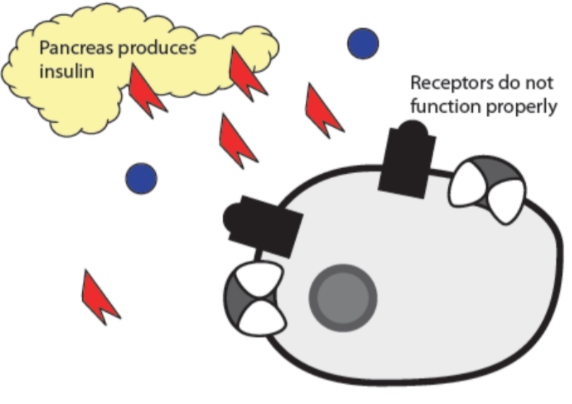 Pancreas produces
insulin
Receptors do not
function properly